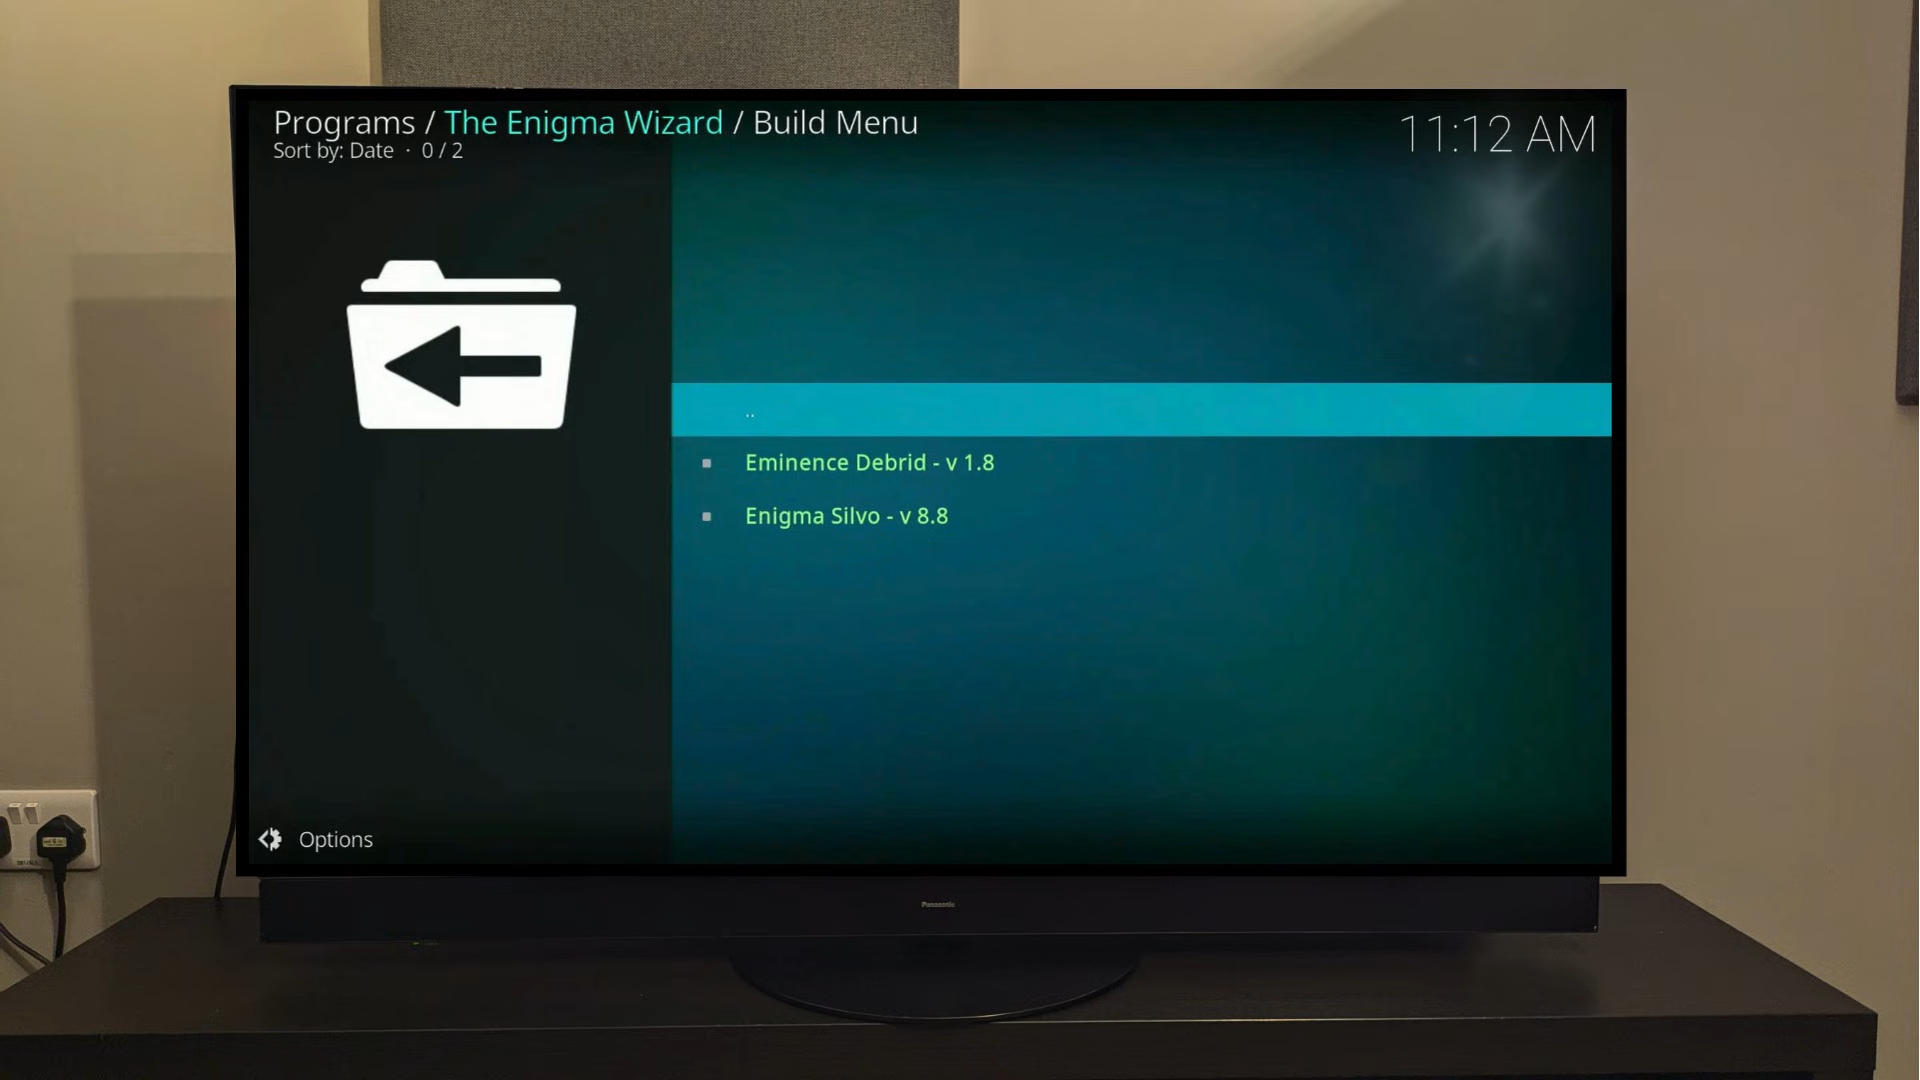 Programs / The Enigma Wizard / Build Menu
Sort by: Date · 0 / 2
11:12 AM
..
Eminence Debrid - v 1.8
Enigma Silvo - v 8.8
Options
Panasonic